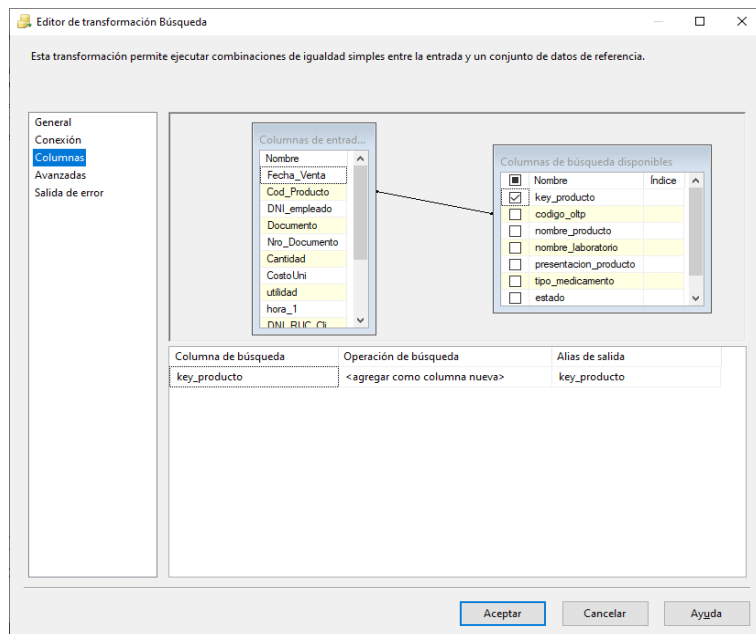 Editor de transformación Búsqueda
Esta transformación permite ejecutar combinaciones de igualdad simples entre la entrada y un conjunto de datos de referencia.
General
Conexión
Columnas
Avanzadas
Salida de error
Columnas de entrad...
Nombre
Fecha_Venta
Cod_Producto
DNI_empleado
Documento
Nro_Documento
Cantidad
CostoUni
utilidad
hora_1
DNI_RUC_Cli
Columnas de búsqueda disponibles
Nombre Índice
key_producto
codigo_oltp
nombre_producto
nombre_laboratorio
presentacion_producto
tipo_medicamento
estado
Columna de búsqueda Operación de búsqueda Alias de salida
key_producto <agregar como columna nueva> key_producto
Aceptar Cancelar Ayuda